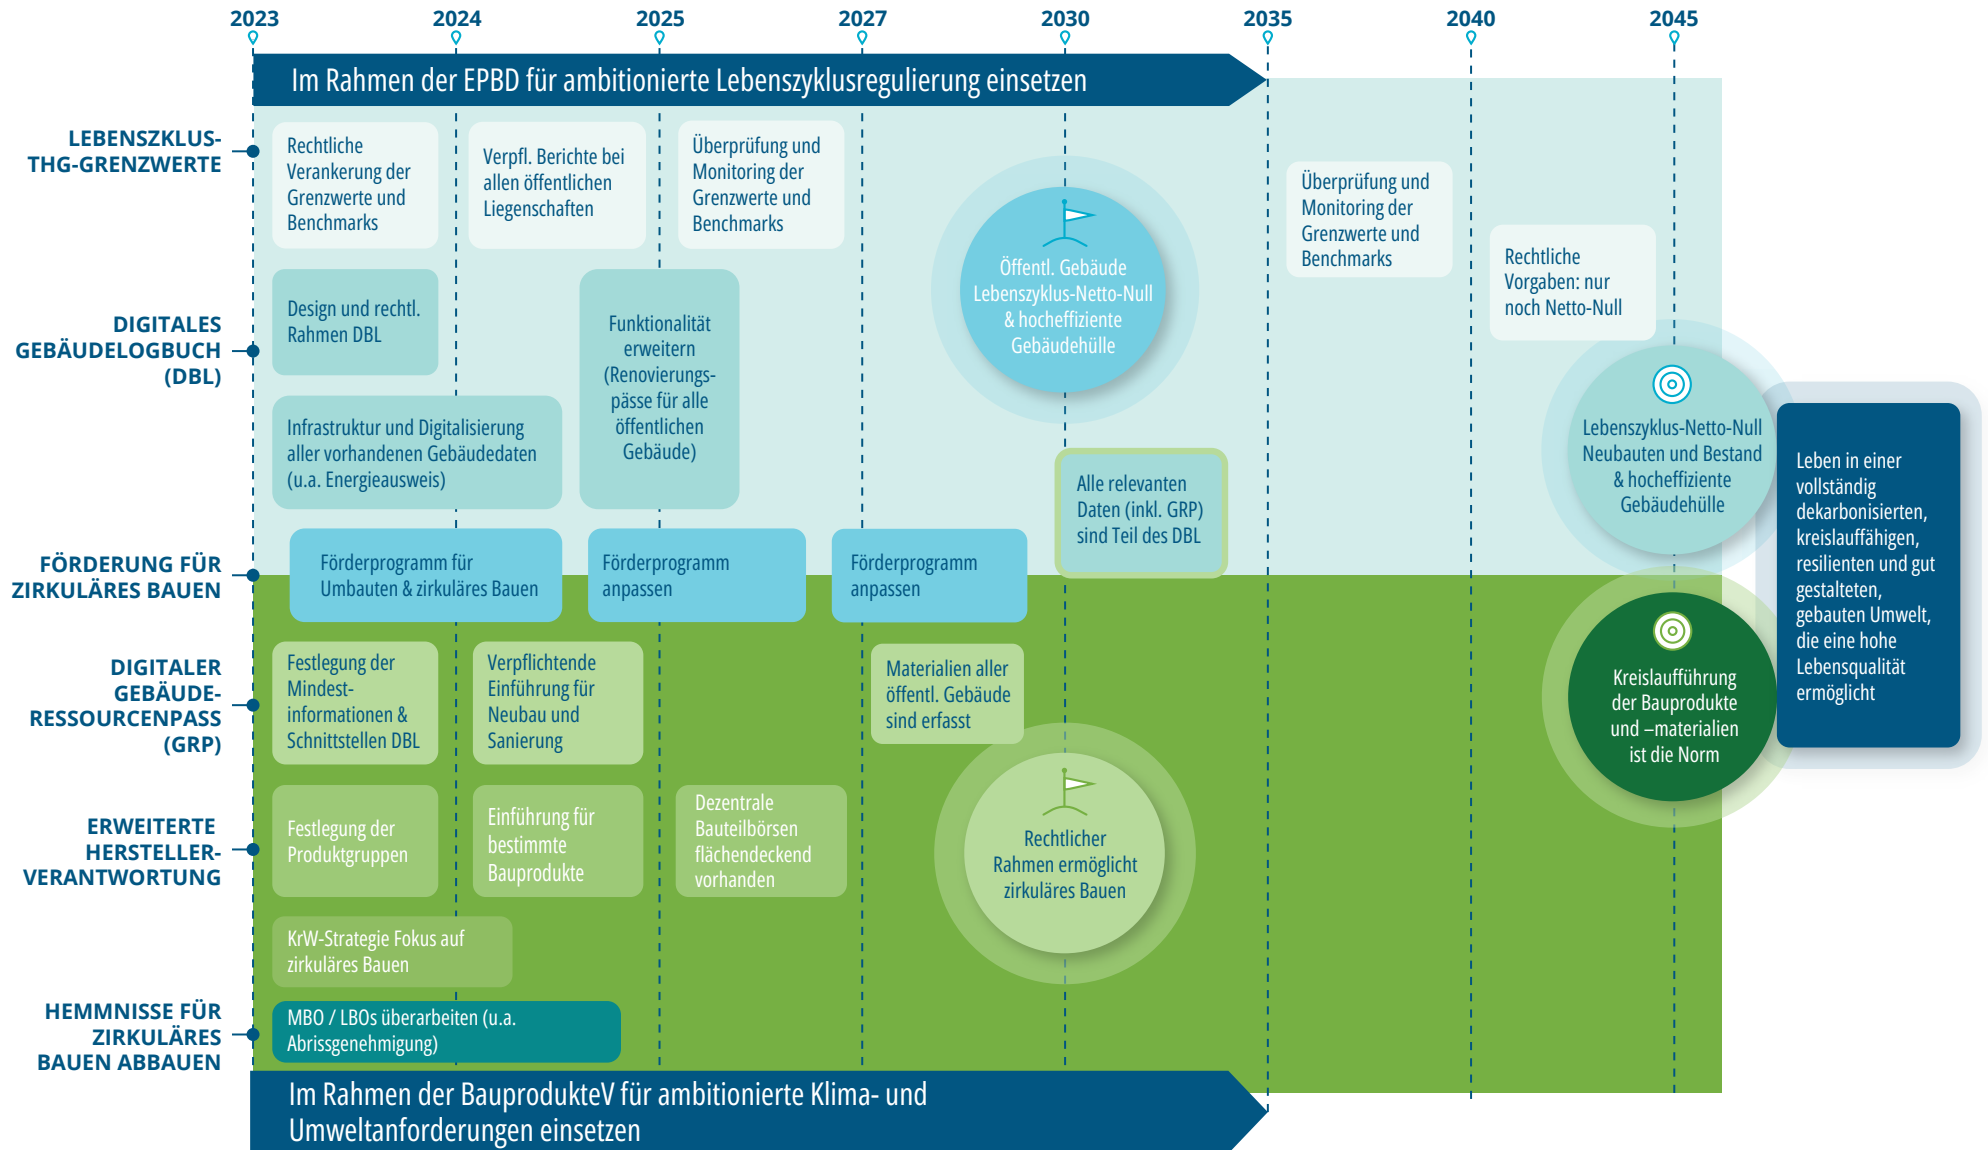 2023
2024
2025
2027
2030
2035
2040
2045
Im Rahmen der EPBD für ambitionierte Lebenszyklusregulierung einsetzen
LEBENSZKLUS-
THG-GRENZWERTE
Rechtliche
Verankerung der
Grenzwerte und
Benchmarks
Verpfl. Berichte bei
allen öffentlichen
Liegenschaften
Überprüfung und
Monitoring der
Grenzwerte und
Benchmarks
Öffentl. Gebäude
Lebenszyklus-Netto-Null
& hocheffiziente
Gebäudehülle
Überprüfung und
Monitoring der
Grenzwerte und
Benchmarks
Rechtliche
Vorgaben: nur
noch Netto-Null
DIGITALES
GEBÄUDELOGBUCH
(DBL)
Design und rechtl.
Rahmen DBL
Infrastruktur und Digitalisierung
aller vorhandenen Gebäudedaten
(u.a. Energieausweis)
Funktionalität
erweitern
(Renovierungs-
pässe für alle
öffentlichen
Gebäude)
Alle relevanten
Daten (inkl. GRP)
sind Teil des DBL
Lebenszyklus-Netto-Null
Neubauten und Bestand
& hocheffiziente
Gebäudehülle
Leben in einer
vollständig
dekarbonisierten,
kreislauffähigen,
resilienten und gut
gestalteten,
gebauten Umwelt,
die eine hohe
Lebensqualität
ermöglicht
FÖRDERUNG FÜR
ZIRKULÄRES BAUEN
Förderprogramm für
Umbauten & zirkuläres Bauen
Förderprogramm
anpassen
Förderprogramm
anpassen
DIGITALER
GEBÄUDE-
RESSOURCENPASS
(GRP)
Festlegung der
Mindest-
informationen &
Schnittstellen DBL
Verpflichtende
Einführung für
Neubau und
Sanierung
Materialien aller
öffentl. Gebäude
sind erfasst
Kreislaufführung
der Bauprodukte
und –materialien
ist die Norm
ERWEITERTE
HERSTELLER-
VERANTWORTUNG
Festlegung der
Produktgruppen
Einführung für
bestimmte
Bauprodukte
Dezentrale
Bauteilbörsen
flächendeckend
vorhanden
Rechtlicher
Rahmen ermöglicht
zirkuläres Bauen
KrW-Strategie Fokus auf
zirkuläres Bauen
HEMMNISSE FÜR
ZIRKULÄRES
BAUEN ABBAUEN
MBO / LBOs überarbeiten (u.a.
Abrissgenehmigung)
Im Rahmen der BauprodukteV für ambitionierte Klima- und
Umweltanforderungen einsetzen